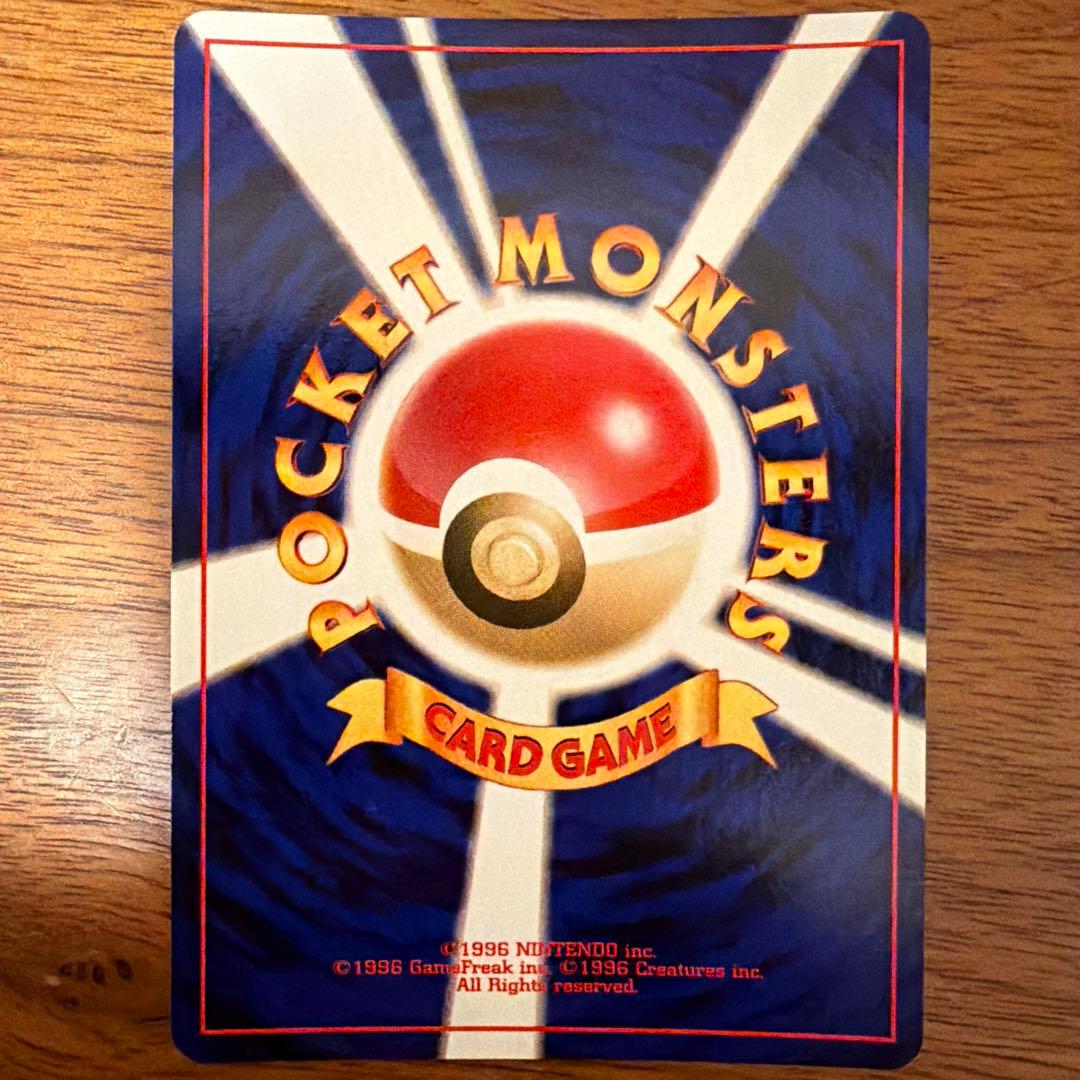 POCKET MONSTERS
CARD GAME
©1996 NINTENDO inc.
©1996 GameFreak inc. ©1996 Creatures inc.
All Rights reserved.